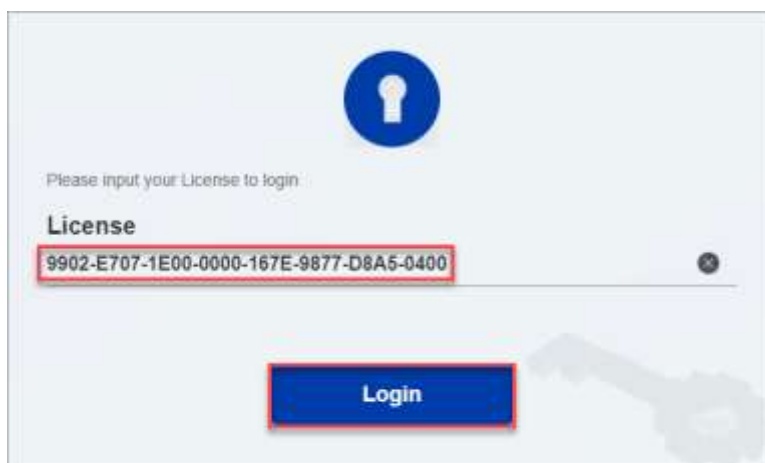 Please input your License to login
License
9902-E707-1E00-0000-167E-9877-D8A5-0400
Login